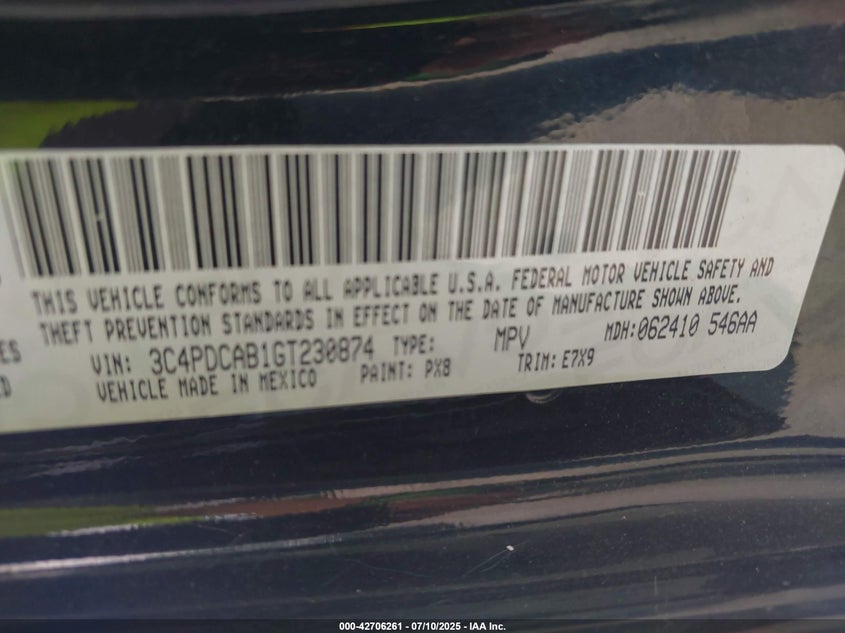 THIS VEHICLE CONFORMS TO ALL APPLICABLE U.S.A. FEDERAL MOTOR VEHICLE SAFETY AND
THEFT PREVENTION STANDARDS IN EFFECT ON THE DATE OF MANUFACTURE SHOWN ABOVE.
VIN: 3C4PDCAB1GT230874 TYPE: MPV MDH:062410 546AA
VEHICLE MADE IN MEXICO PAINT: PX8 TRIM: E7X9
000-42706261 - 07/10/2025 - IAA Inc.